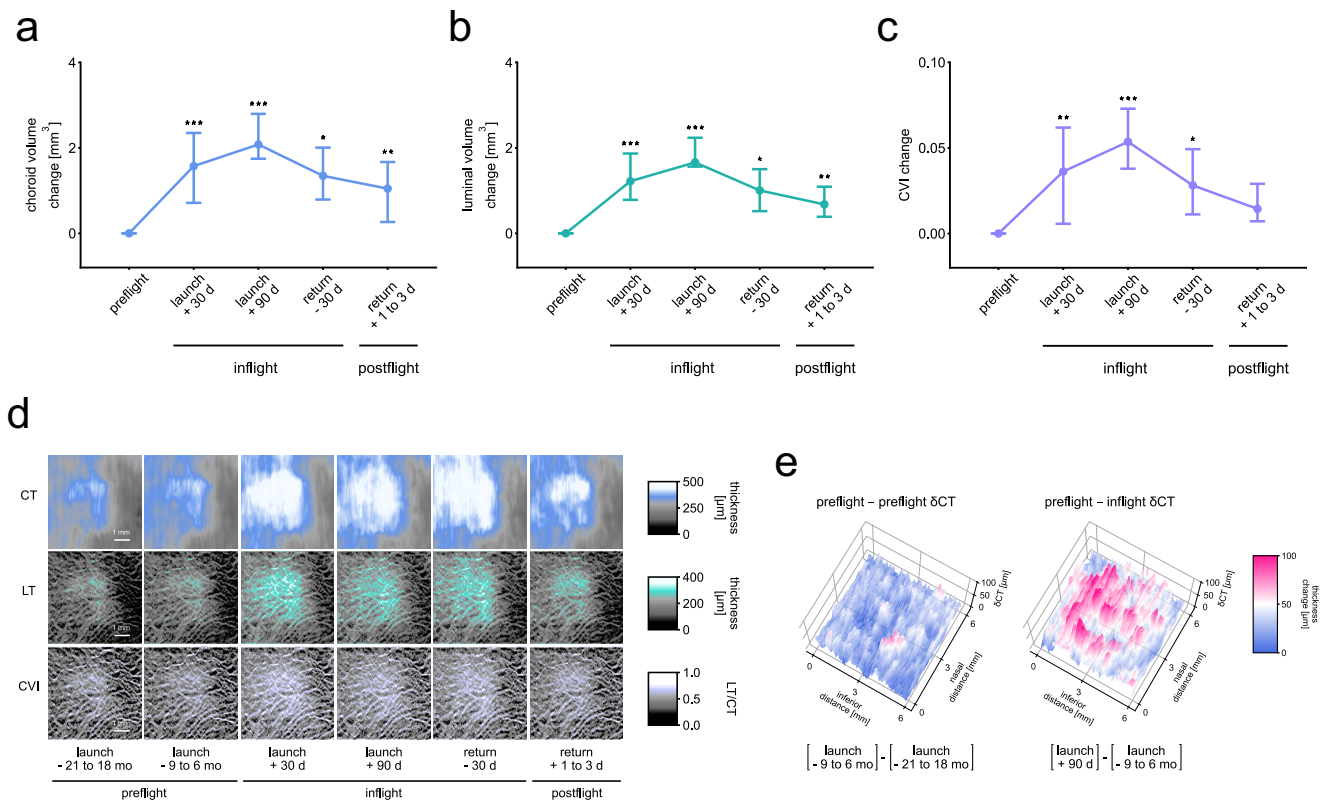 a
b
c
choroid volume
change [mm³]
4
2
0
***
***
*
**
preflight
launch
+ 30 d
launch
+ 90 d
return
- 30 d
return
+ 1 to 3 d
inflight
postflight
luminal volume
change [mm³]
4
2
0
***
***
*
**
preflight
launch
+ 30 d
launch
+ 90 d
return
- 30 d
return
+ 1 to 3 d
inflight
postflight
CVI change
0.10
0.05
0.00
**
***
*
preflight
launch
+ 30 d
launch
+ 90 d
return
- 30 d
return
+ 1 to 3 d
inflight
postflight
d
CT
1 mm
500
250
0
thickness
[µm]
LT
1 mm
400
200
0
thickness
[µm]
CVI
1 mm
1.0
0.5
0.0
LT/CT
launch
- 21 to 18 mo
launch
- 9 to 6 mo
launch
+ 30 d
launch
+ 90 d
return
- 30 d
return
+ 1 to 3 d
preflight
inflight
postflight
e
preflight – preflight δCT
100
50
0
δCT [µm]
0
3
6
inferior
distance [mm]
6
3
0
nasal
distance [mm]
[launch
- 9 to 6 mo] - [launch
- 21 to 18 mo]
preflight – inflight δCT
100
50
0
δCT [µm]
0
3
6
inferior
distance [mm]
6
3
0
nasal
distance [mm]
[launch
+ 90 d] - [launch
- 9 to 6 mo]
100
50
0
thickness
change [µm]